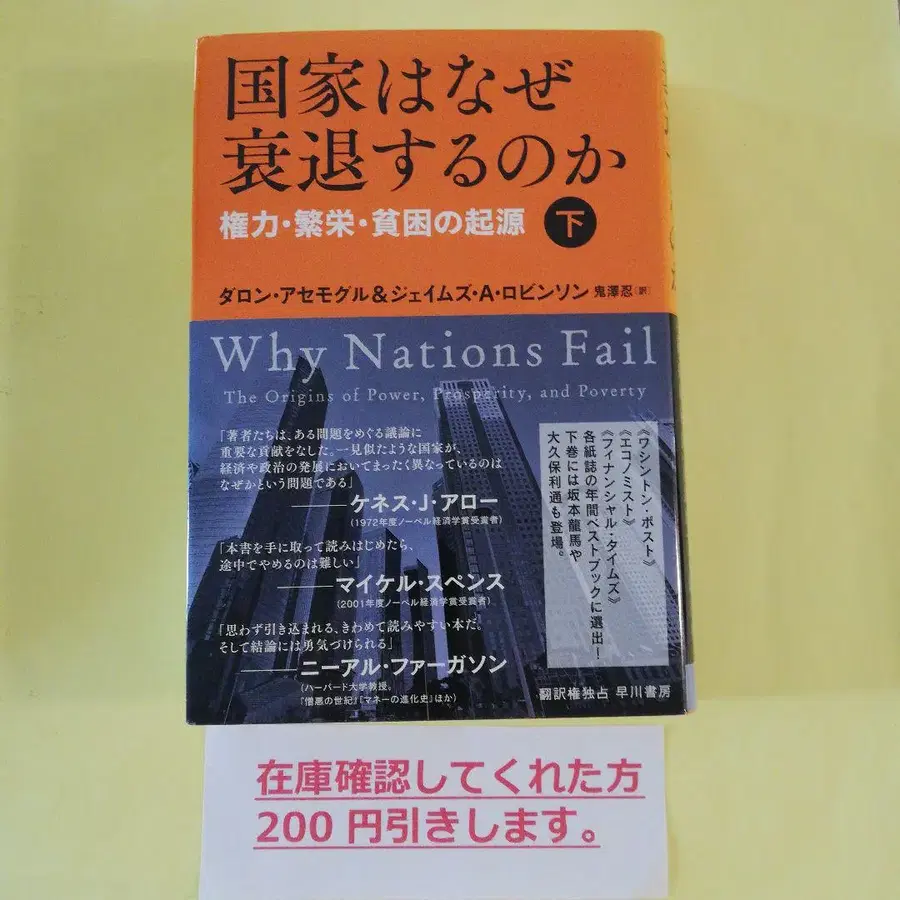 国家はなぜ
衰退するのか
権力・繁栄・貧困の起源 下
ダロン・アセモグル&ジェイムズ・A・ロビンソン 鬼澤忍[訳]
Why Nations Fail
The Origins of Power, Prosperity, and Poverty
「著者たちは、ある問題をめぐる議論に
重要な貢献をなした。一見似たような国家が、
経済や政治の発展においてまったく異なっているのは
なぜかという問題である」
ケネス・J・アロー
(1972年度ノーベル経済学賞受賞者)
「本書を手に取って読みはじめたら、
途中でやめるのは難しい」
マイケル・スペンス
(2001年度ノーベル経済学賞受賞者)
「思わず引き込まれる、きわめて読みやすい本だ。
そして結論には勇気づけられる」
ニーアル・ファーガソン
(ハーバード大学教授。
『憎悪の世紀』『マネーの進化史』ほか)
《ワシントン・ポスト》
《エコノミスト》
《フィナンシャル・タイムズ》
各紙誌の年間ベストブックに選出!
下巻には坂本龍馬や
大久保利通も登場。
翻訳権独占 早川書房
在庫確認してくれた方
200 円引きします。